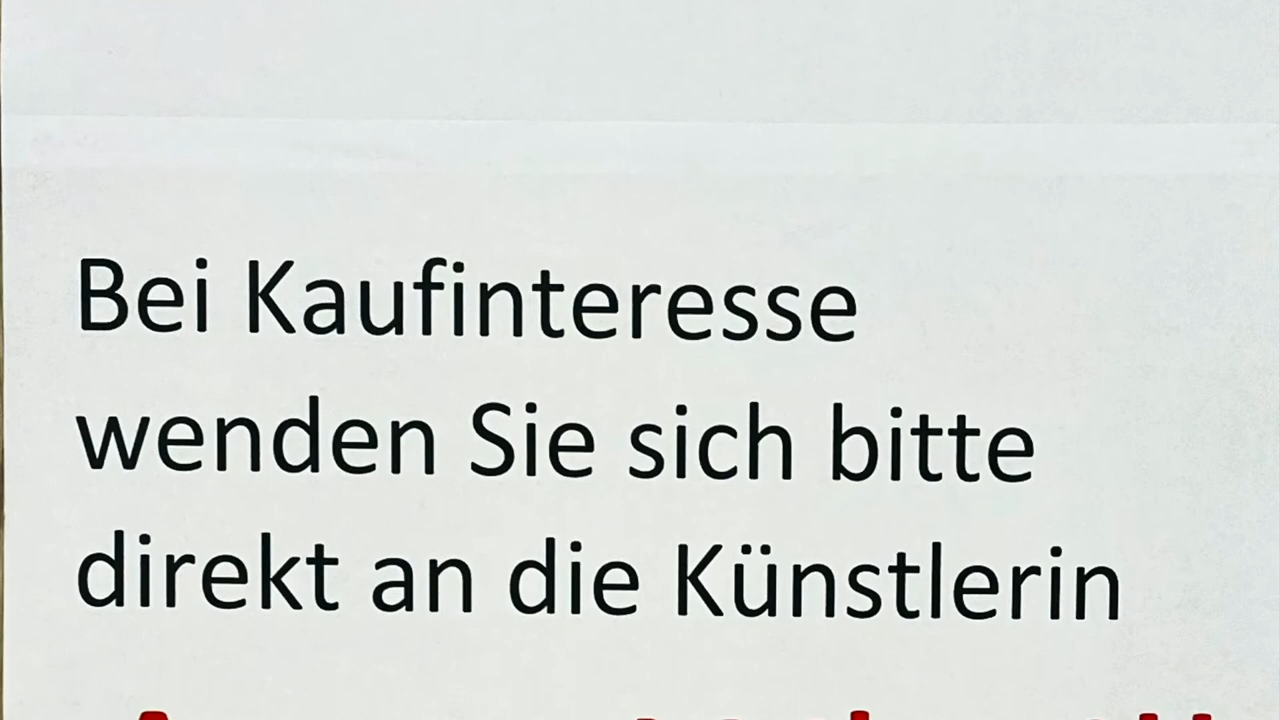 Bei Kaufinteresse
wenden Sie sich bitte
direkt an die Künstlerin